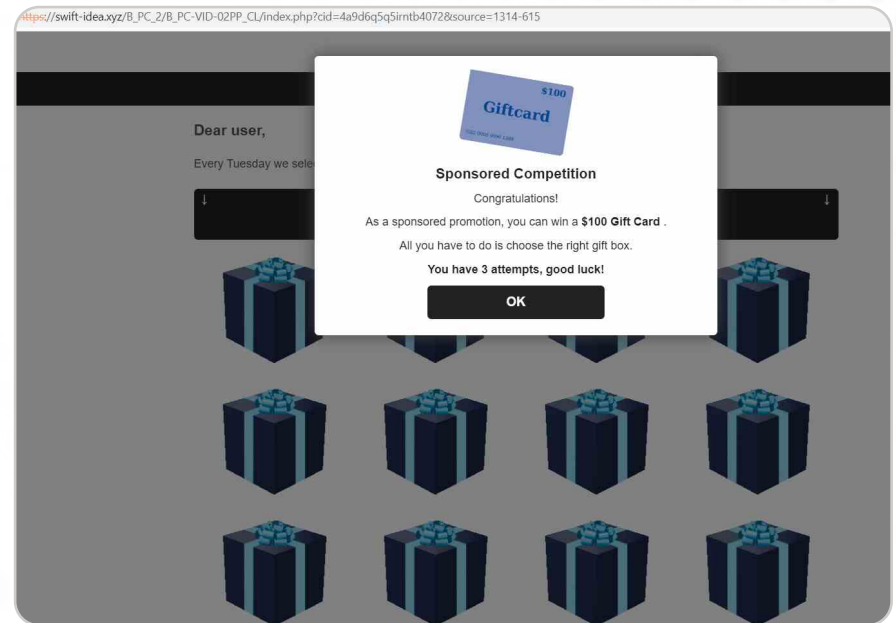 https://swift-idea.xyz/B_PC_2/B_PC-VID-02PP_CL/index.php?cid=4a9d6q5q5irntb4072&source=1314-615
$100
Giftcard
Sponsored Competition
Congratulations!
As a sponsored promotion, you can win a $100 Gift Card .
All you have to do is choose the right gift box.
You have 3 attempts, good luck!
OK
Dear user,
Every Tuesday we sele
↓ ↓